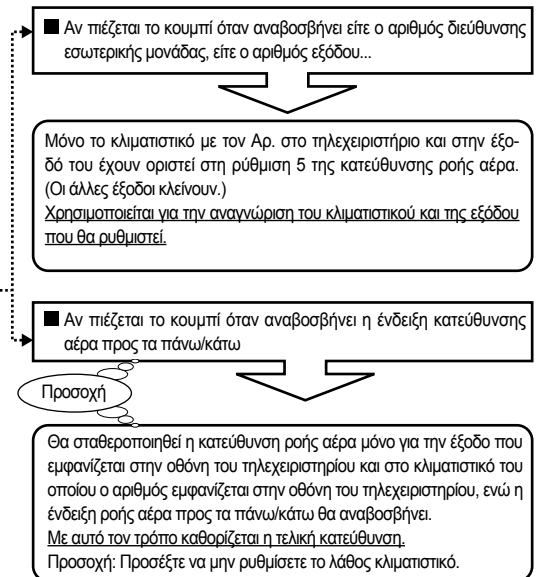 ■ Αν πιέζεται το κουμπί όταν αναβοσβήνει είτε ο αριθμός διεύθυνσης
εσωτερικής μονάδας, είτε ο αριθμός εξόδου...
Μόνο το κλιματιστικό με τον Αρ. στο τηλεχειριστήριο και στην έξο-
δό του έχουν οριστεί στη ρύθμιση 5 της κατεύθυνσης ροής αέρα.
(Οι άλλες έξοδοι κλείνουν.)
Χρησιμοποιείται για την αναγνώριση του κλιματιστικού και της εξόδου
που θα ρυθμιστεί.
■ Αν πιέζεται το κουμπί όταν αναβοσβήνει η ένδειξη κατεύθυνσης
αέρα προς τα πάνω/κάτω
Προσοχή
Θα σταθεροποιηθεί η κατεύθυνση ροής αέρα μόνο για την έξοδο που
εμφανίζεται στην οθόνη του τηλεχειριστηρίου και στο κλιματιστικό του
οποίου ο αριθμός εμφανίζεται στην οθόνη του τηλεχειριστηρίου, ενώ η
ένδειξη ροής αέρα προς τα πάνω/κάτω θα αναβοσβήνει.
Με αυτό τον τρόπο καθορίζεται η τελική κατεύθυνση.
Προσοχή: Προσέξτε να μην ρυθμίσετε το λάθος κλιματιστικό.